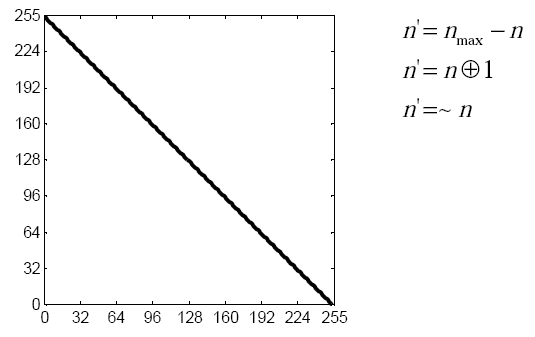 255
224
192
160
128
96
64
32
0
0 32 64 96 128 160 192 224 255
n' = n_max − n
n' = n ⊕ 1
n' = ~ n